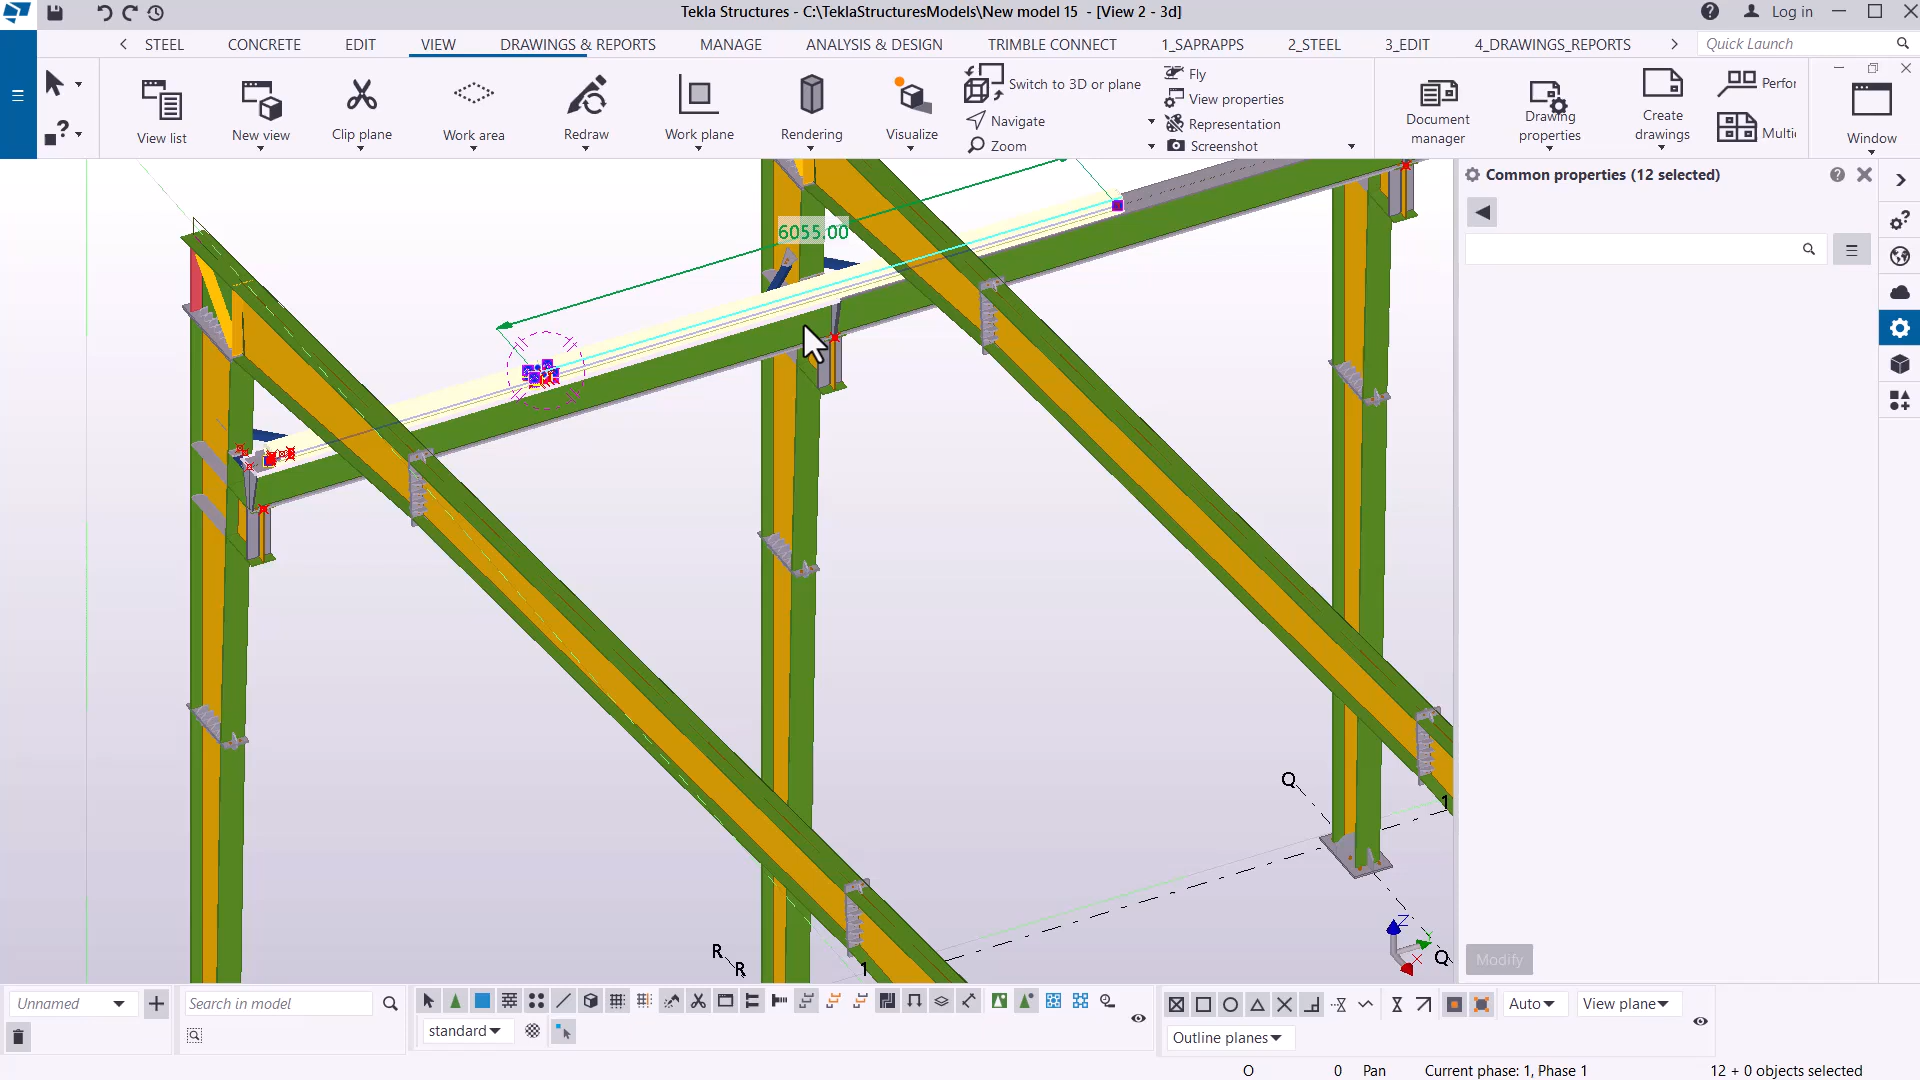 Tekla Structures - C:\TeklaStructuresModels\New model 15 - [View 2 - 3d]
Log in
STEEL CONCRETE EDIT VIEW DRAWINGS & REPORTS MANAGE ANALYSIS & DESIGN TRIMBLE CONNECT 1_SAPRAPPS 2_STEEL 3_EDIT 4_DRAWINGS_REPORTS Quick Launch
View list
New view
Clip plane
Work area
Redraw
Work plane
Rendering
Visualize
Switch to 3D or plane
Navigate
Zoom
Fly
View properties
Representation
Screenshot
Document manager
Drawing properties
Create drawings
Perfor
Multi
Window
Common properties (12 selected)
6055.00
Q
1
Z
X
Q
R
R
1
Modify
Unnamed
Search in model
standard
Auto
View plane
Outline planes
O 0 Pan Current phase: 1, Phase 1 12 + 0 objects selected